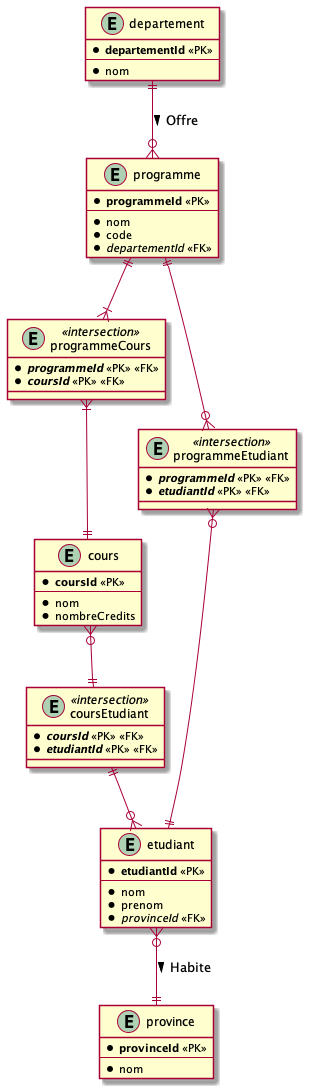 E departement
departementId «PK»
nom
Offre
E programme
programmeId «PK»
nom
code
departementId «FK»
«intersection»
E programmeCours
programmeId «PK» «FK»
coursId «PK» «FK»
«intersection»
E programmeEtudiant
programmeId «PK» «FK»
etudiantId «PK» «FK»
E cours
coursId «PK»
nom
nombreCredits
«intersection»
E coursEtudiant
coursId «PK» «FK»
etudiantId «PK» «FK»
E etudiant
etudiantId «PK»
nom
prenom
provinceId «FK»
Habite
E province
provinceId «PK»
nom